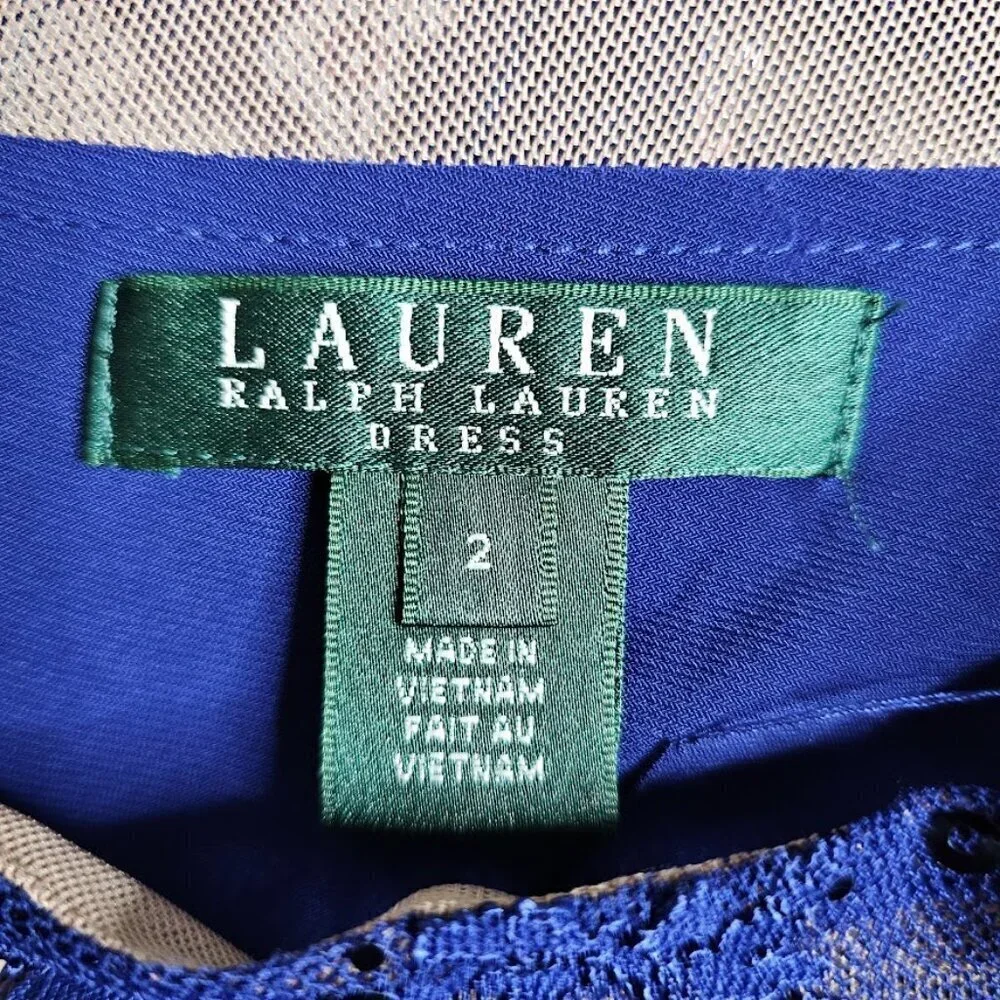 LAUREN
RALPH LAUREN
DRESS
2
MADE IN
VIETNAM
FAIT AU
VIETNAM